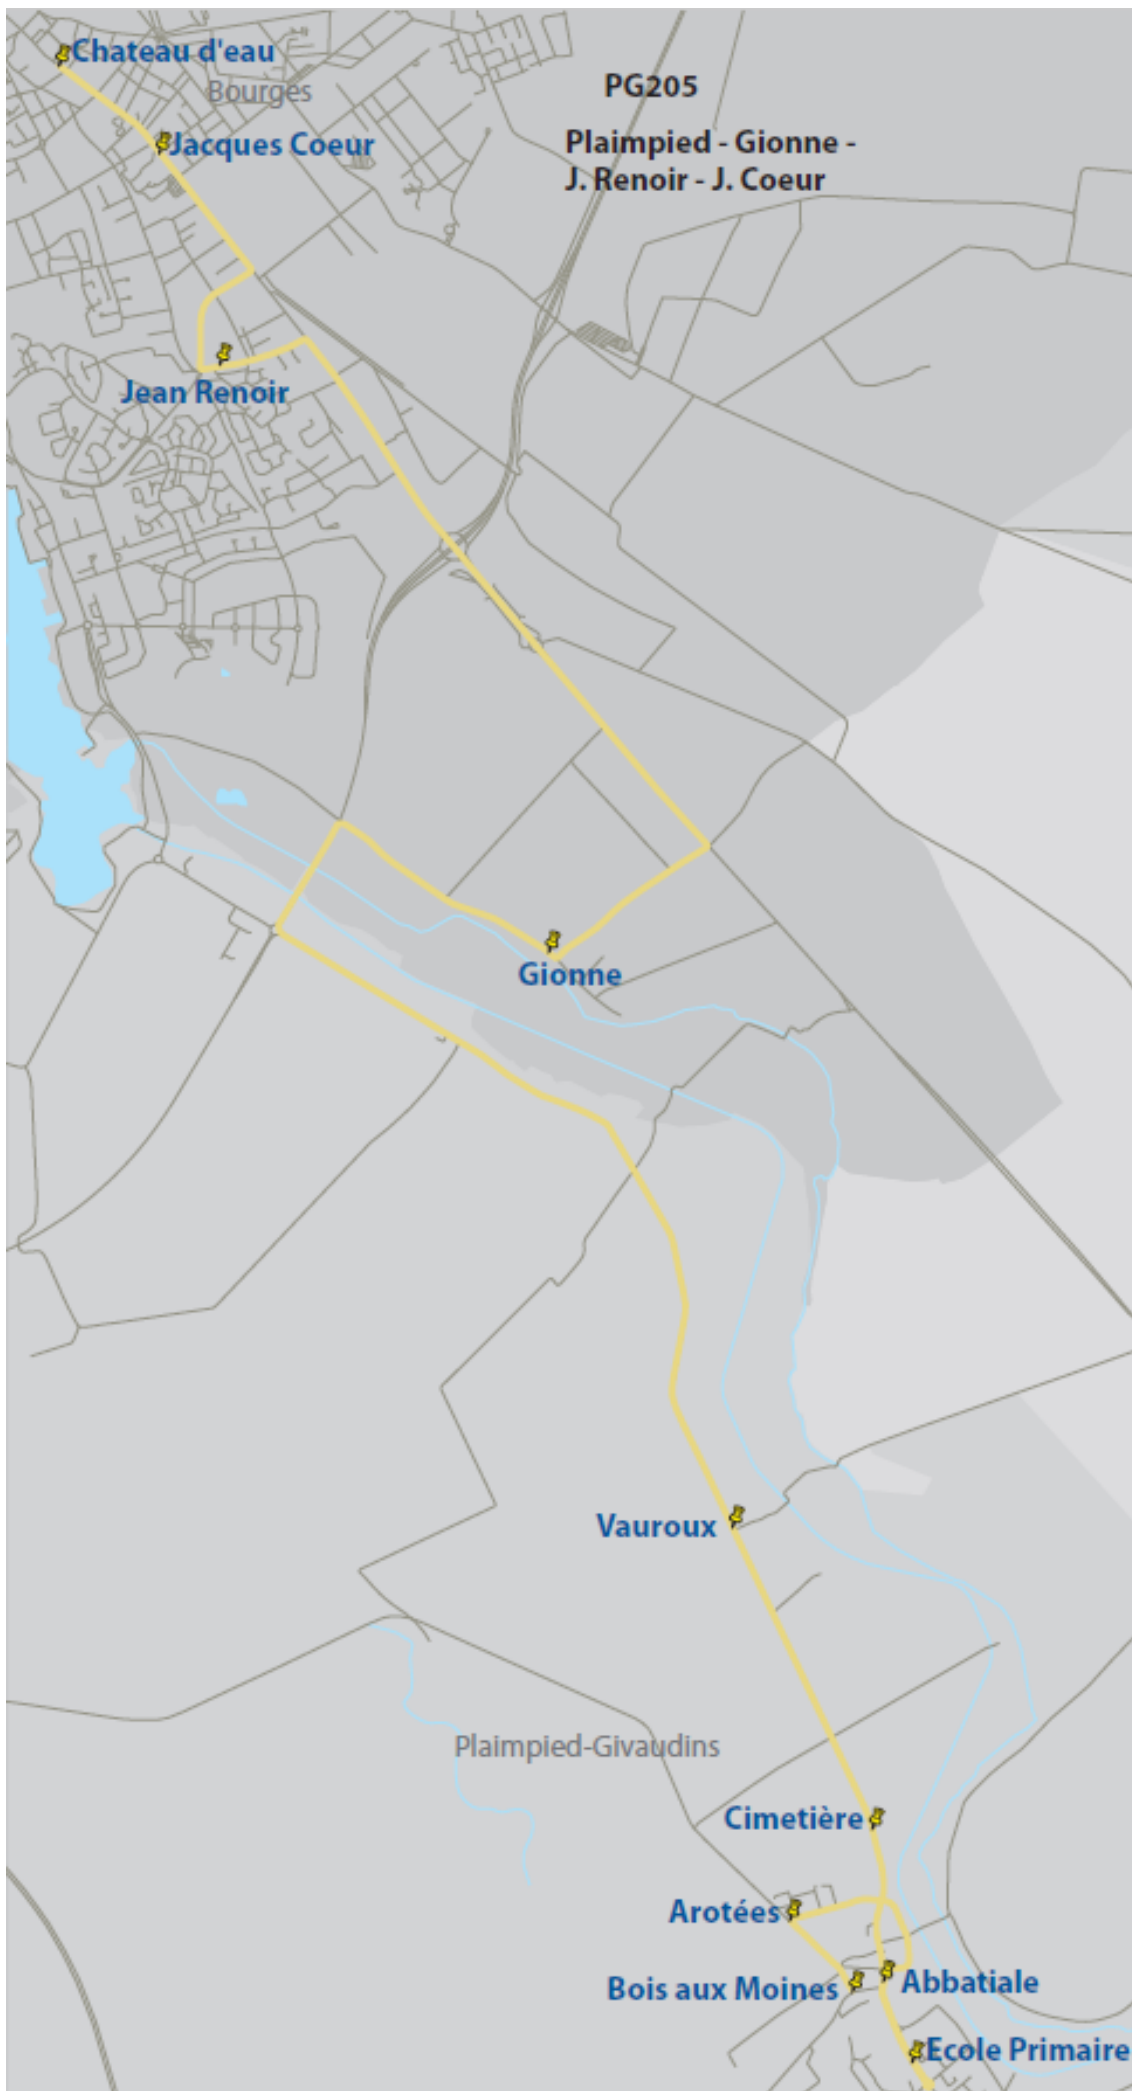 Chateau d'eau
Bourges
PG205
Jacques Coeur
Plaimpied - Gionne -
J. Renoir - J. Coeur
Jean Renoir
Gionne
Vauroux
Plaimpied-Givaudins
Cimetière
Arotées
Bois aux Moines
Abbatiale
Ecole Primaire